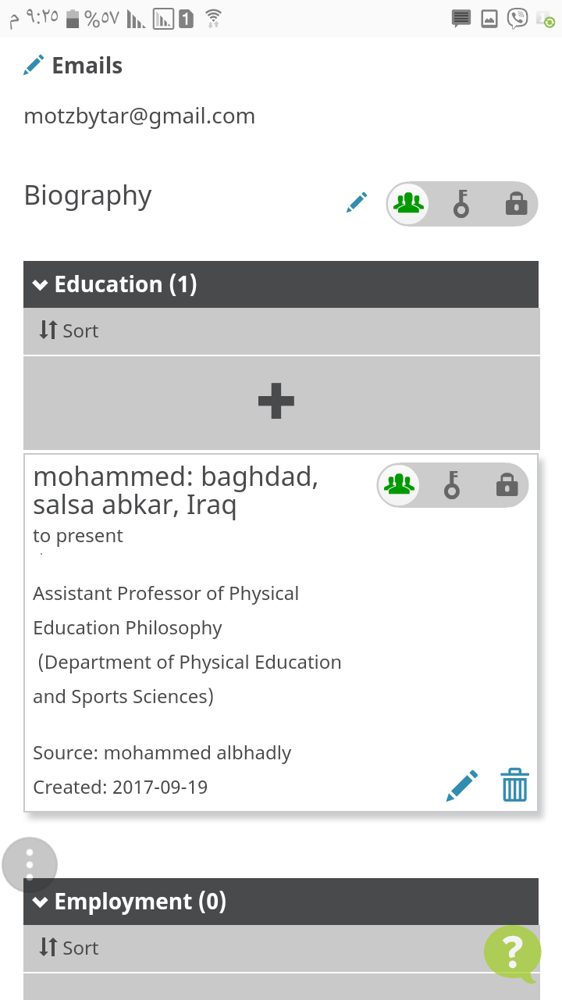 م ٩:٢٥ %٥٧ 1
Emails
motzbytar@gmail.com
Biography
Education (1)
Sort
mohammed: baghdad,
salsa abkar, Iraq
to present
Assistant Professor of Physical
Education Philosophy
(Department of Physical Education
and Sports Sciences)
Source: mohammed albhadly
Created: 2017-09-19
Employment (0)
Sort
?